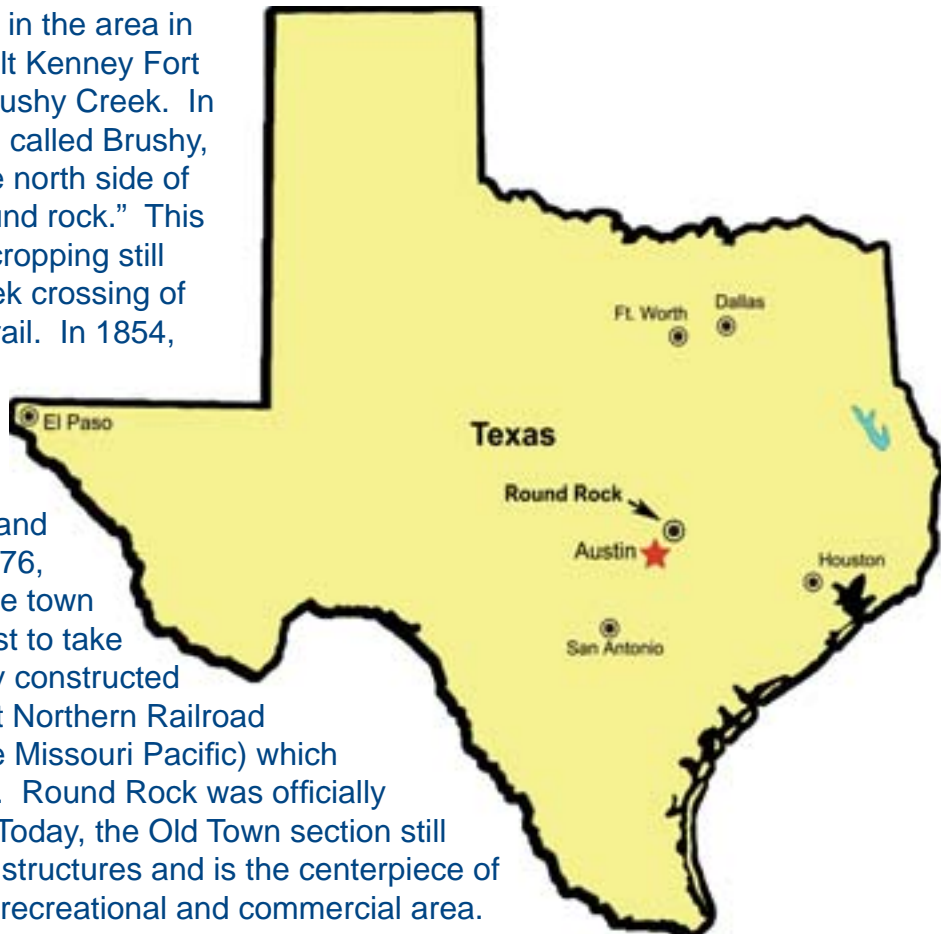 in the area in
lt Kenney Fort
ushy Creek.  In
called Brushy,
e north side of
und rock.”  This
cropping still
ek crossing of
ail.  In 1854,
and
76,
e town
st to take
y constructed
t Northern Railroad
e Missouri Pacific) which
.  Round Rock was officially
Today, the Old Town section still
structures and is the centerpiece of
recreational and commercial area.
Ft. Worth
Dallas
El Paso
Texas
Round Rock
Austin
Houston
San Antonio